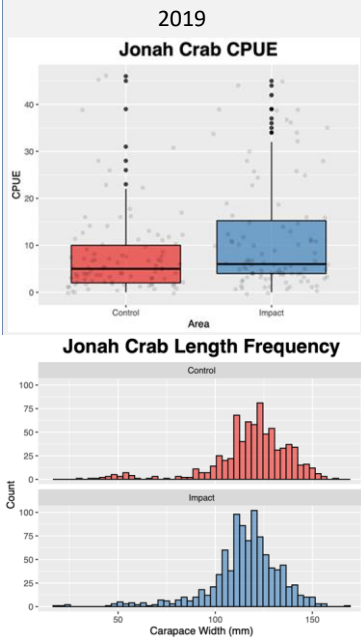 2019
Jonah Crab CPUE
40
30
20
10
0
CPUE
Control
Impact
Area
Jonah Crab Length Frequency
Control
100
75
50
25
0
Impact
100
75
50
25
0
Count
50
100
150
Carapace Width (mm)